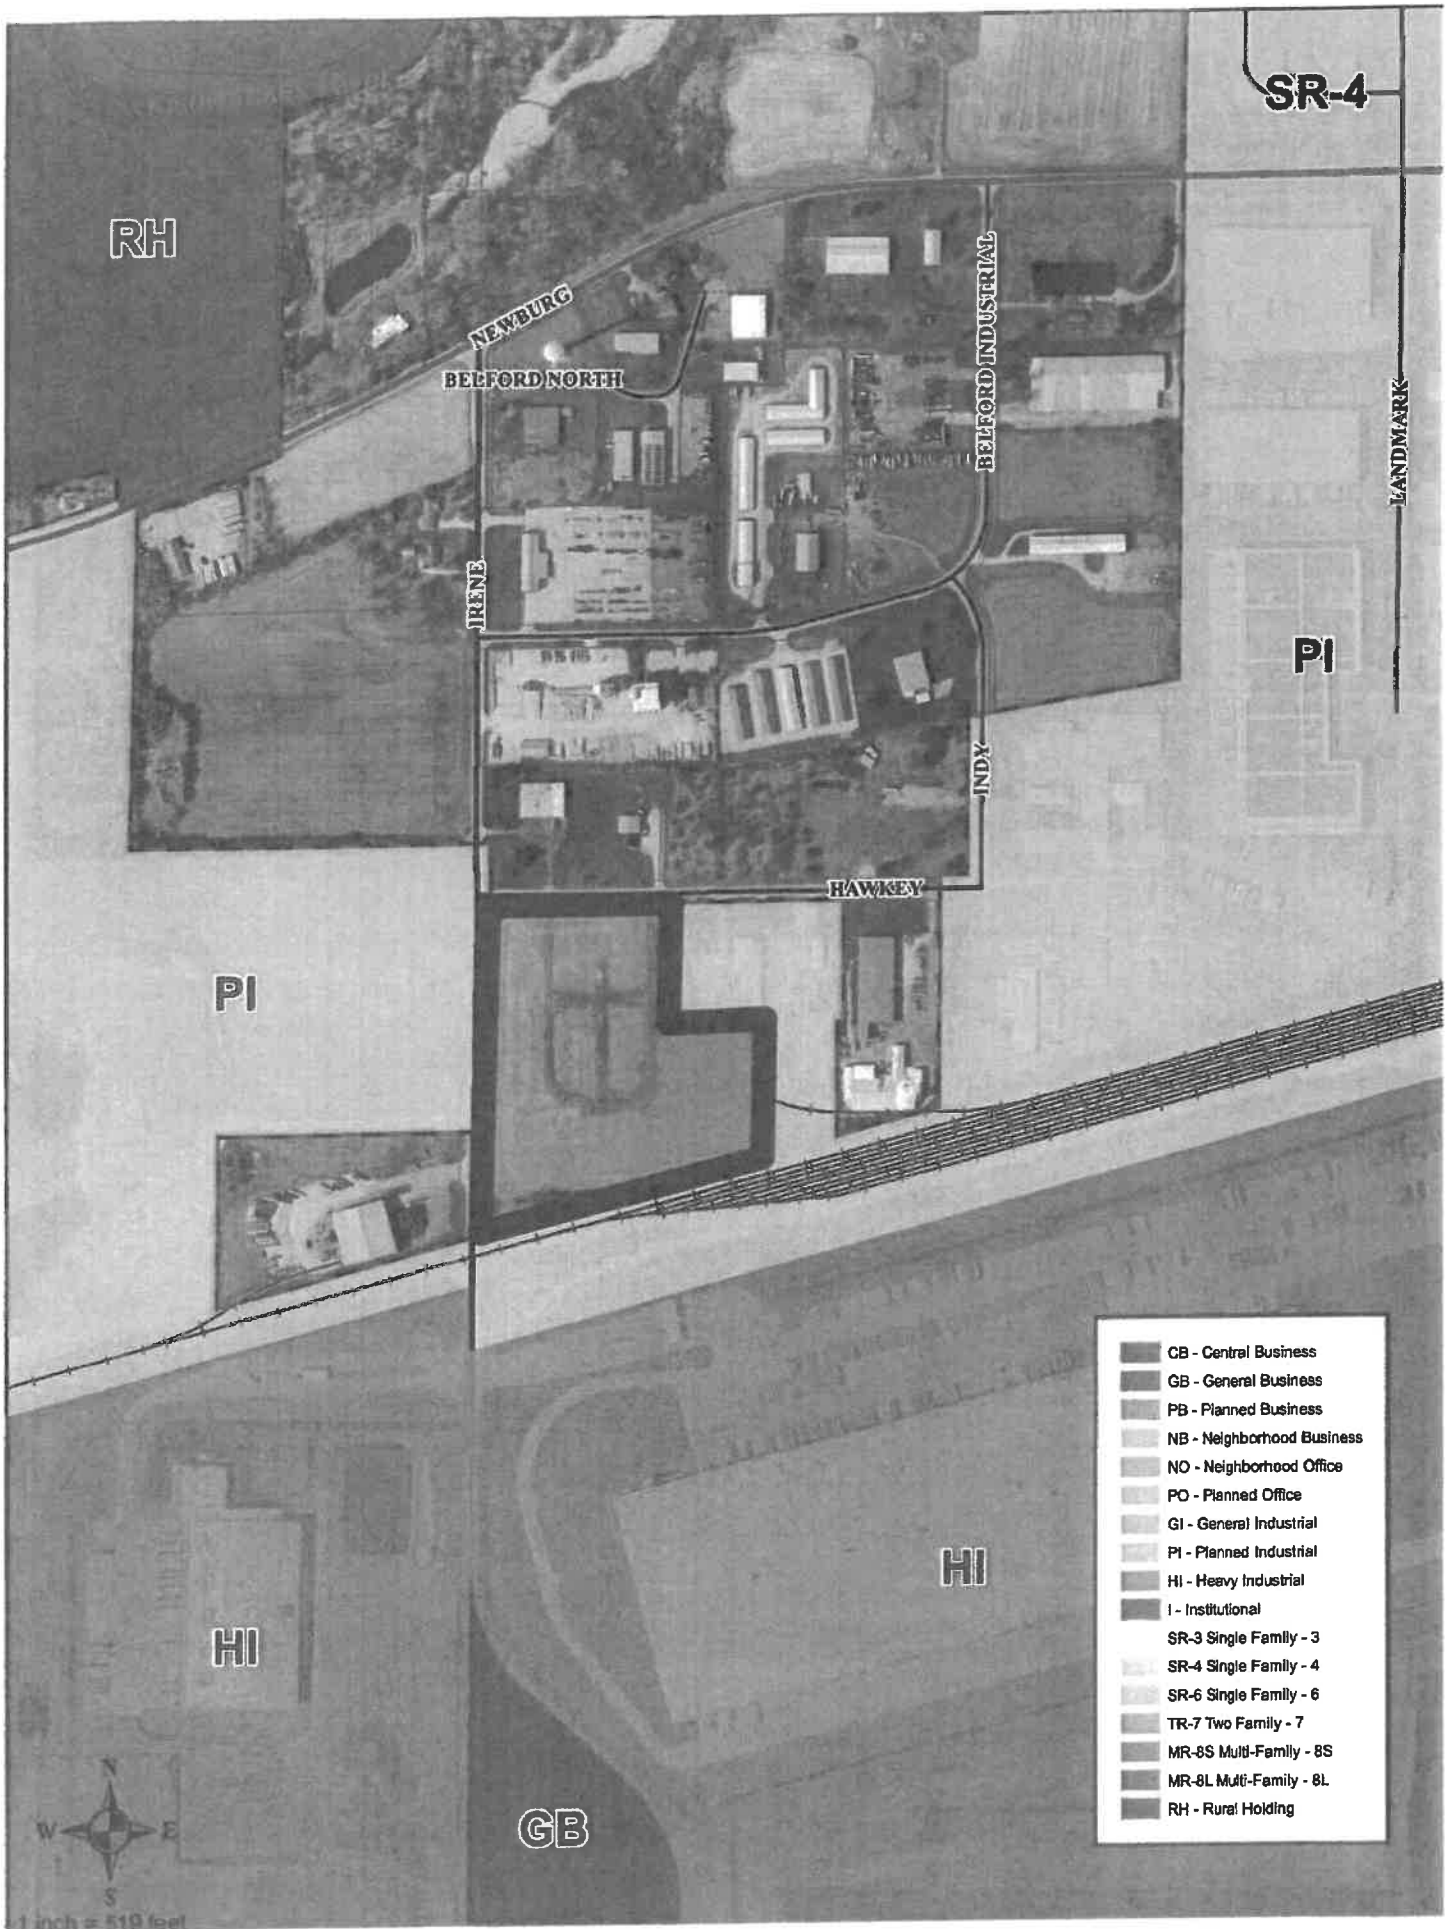 SR-4
RH
NEWBURG
BELFORD NORTH
BELFORD INDUSTRIAL
LANDMARK
IRENE
PI
INDY
HAWKEY
PI
CB - Central Business
GB - General Business
PB - Planned Business
NB - Neighborhood Business
NO - Neighborhood Office
PO - Planned Office
GI - General Industrial
PI - Planned Industrial
HI - Heavy Industrial
I - Institutional
SR-3 Single Family - 3
SR-4 Single Family - 4
SR-6 Single Family - 6
TR-7 Two Family - 7
MR-8S Multi-Family - 8S
MR-8L Multi-Family - 8L
RH - Rural Holding
HI
HI
GB
N
W E
S
1 inch = 519 feet